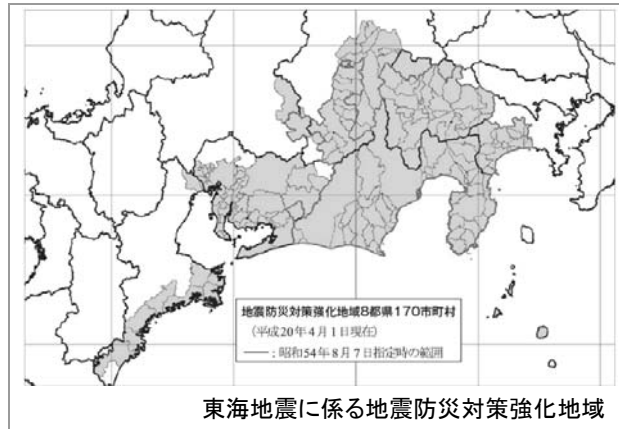 地震防災対策強化地域8都県170市町村
(平成20年4月1日現在)
——;昭和54年8月7日指定時の範囲
東海地震に係る地震防災対策強化地域